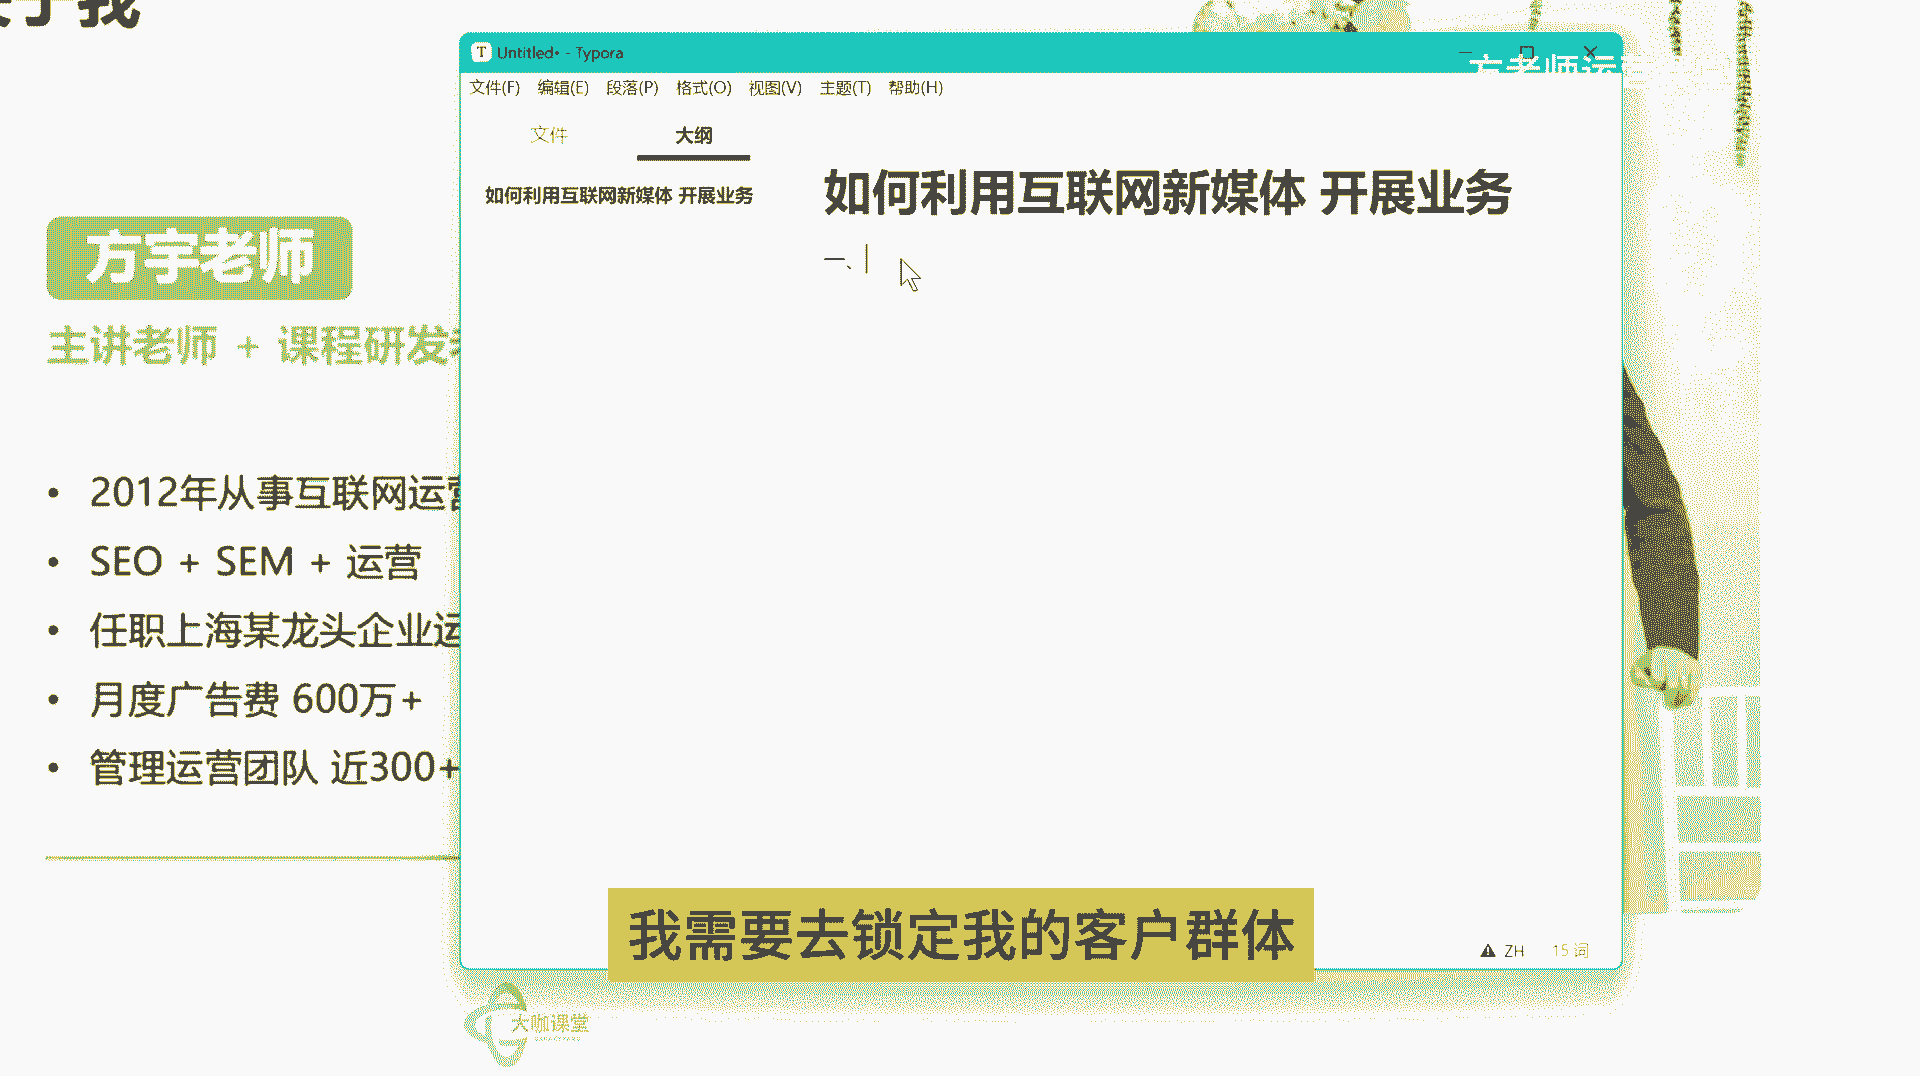 于我
方宇老师
主讲老师 + 课程研发
2012年从事互联网运营
SEO + SEM + 运营
任职上海某龙头企业运
月度广告费 600万+
管理运营团队 近300+
Untitled• - Typora
方老师运
文件(F) 编辑(E) 段落(P) 格式(O) 视图(V) 主题(T) 帮助(H)
文件 大纲
如何利用互联网新媒体 开展业务
如何利用互联网新媒体 开展业务
一、
我需要去锁定我的客户群体
ZH 15 词
大咖课堂